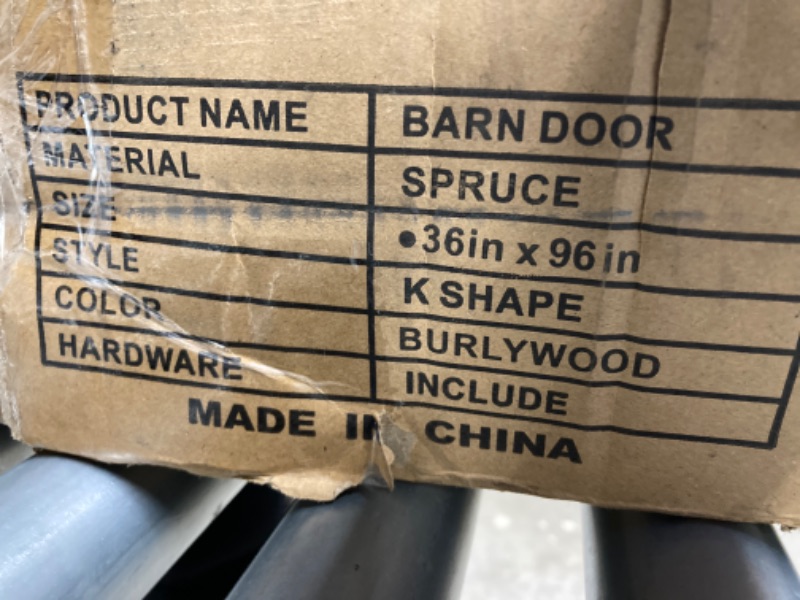 PRODUCT NAME BARN DOOR
MATERIAL SPRUCE
SIZE •36in x 96in
STYLE K SHAPE
COLOR BURLYWOOD
HARDWARE INCLUDE
MADE IN CHINA